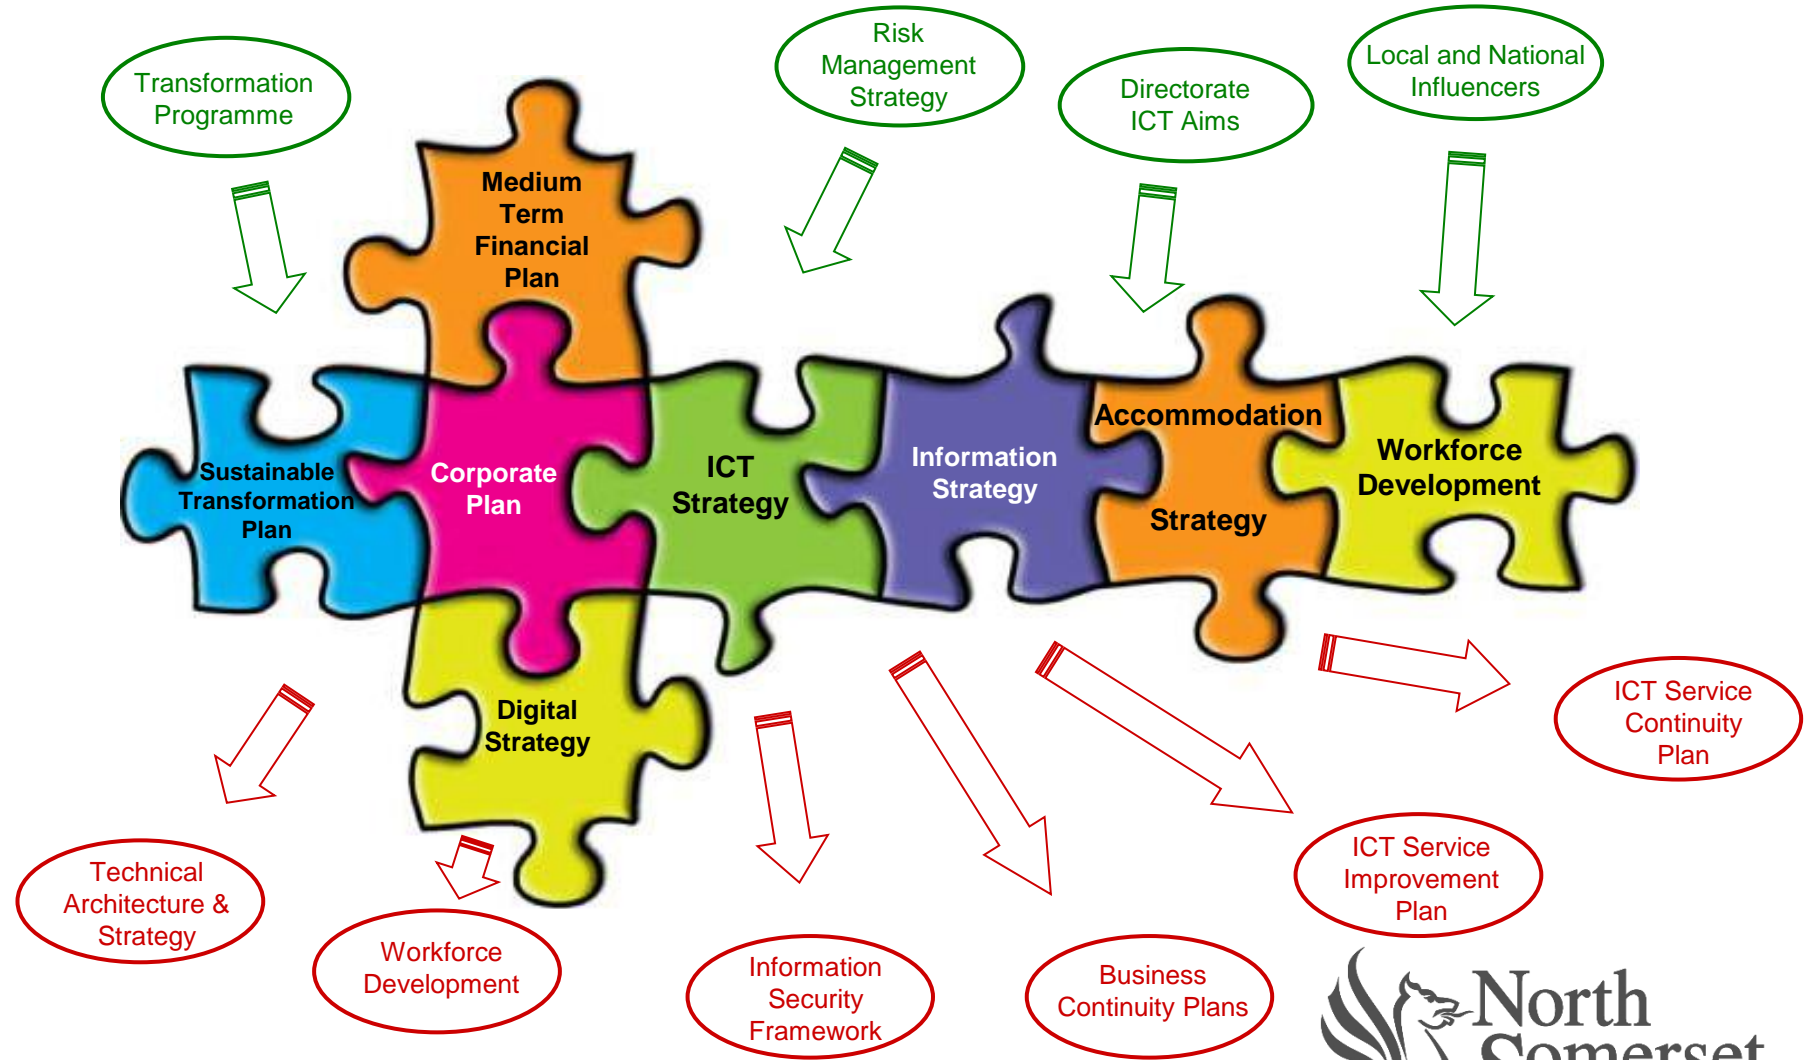 Transformation
Programme
Risk
Management
Strategy
Directorate
ICT Aims
Local and National
Influencers
Medium
Term
Financial
Plan
Sustainable
Transformation
Plan
Corporate
Plan
ICT
Strategy
Information
Strategy
Accommodation
Strategy
Workforce
Development
Digital
Strategy
Technical
Architecture &
Strategy
Workforce
Development
Information
Security
Framework
Business
Continuity Plans
ICT Service
Improvement
Plan
ICT Service
Continuity
Plan
North
Somerset